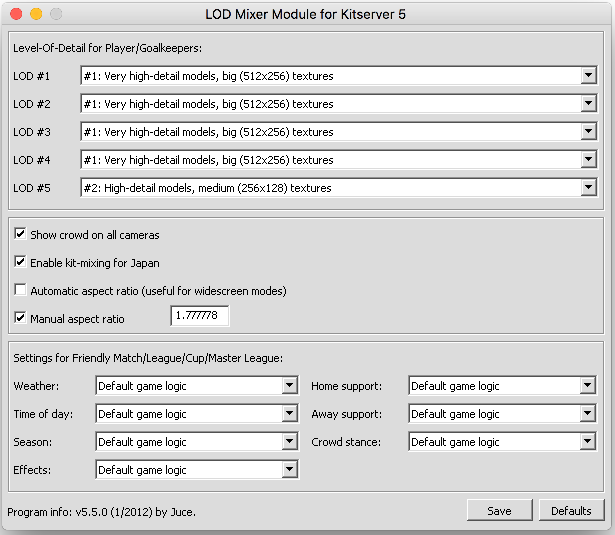 LOD Mixer Module for Kitserver 5
Level-Of-Detail for Player/Goalkeepers:
LOD #1 #1: Very high-detail models, big (512x256) textures
LOD #2 #1: Very high-detail models, big (512x256) textures
LOD #3 #1: Very high-detail models, big (512x256) textures
LOD #4 #1: Very high-detail models, big (512x256) textures
LOD #5 #2: High-detail models, medium (256x128) textures
Show crowd on all cameras
Enable kit-mixing for Japan
Automatic aspect ratio (useful for widescreen modes)
Manual aspect ratio 1.777778
Settings for Friendly Match/League/Cup/Master League:
Weather: Default game logic Home support: Default game logic
Time of day: Default game logic Away support: Default game logic
Season: Default game logic Crowd stance: Default game logic
Effects: Default game logic
Program info: v5.5.0 (1/2012) by Juce. Save Defaults